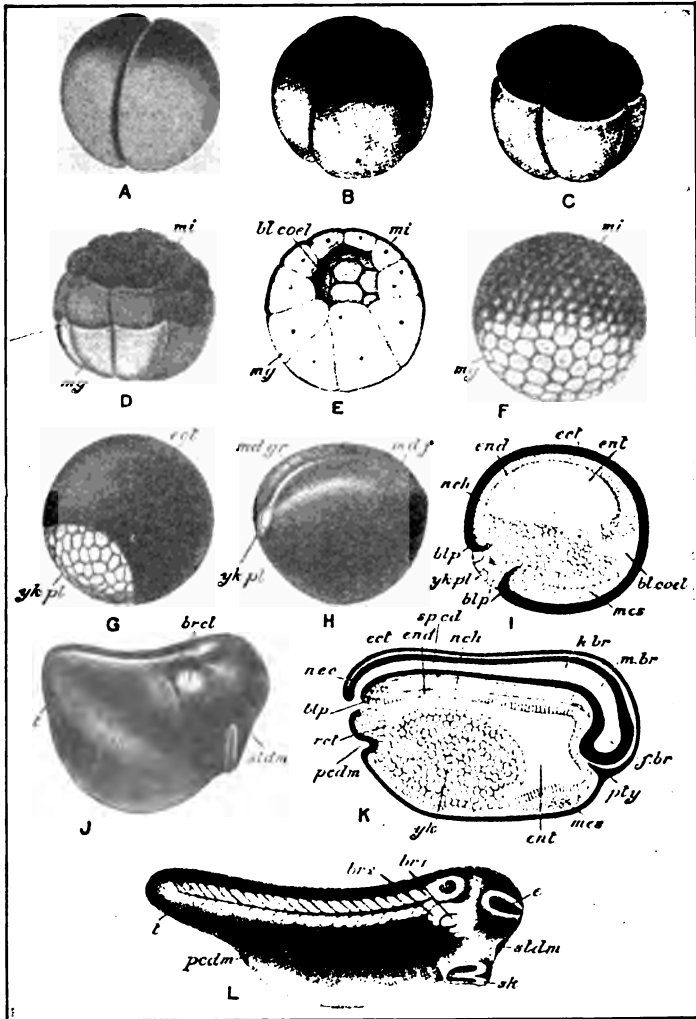 A
B
C
mi
my
D
bl.coel
mi
my
E
mi
my
F
ect
yk.pl
G
md.gr
md.f
yk.pl
H
end
ect
ent
nch
blp
yk.pl
blp
bl.coel
mes
I
brcl
t
stdm
J
sp.cd
ect
end
nch
h.br
m.br
nec
blp
rct
pcdm
f.br
pty
yk
mes
ent
K
br2
br1
e
t
stdm
pcdm
sk
L